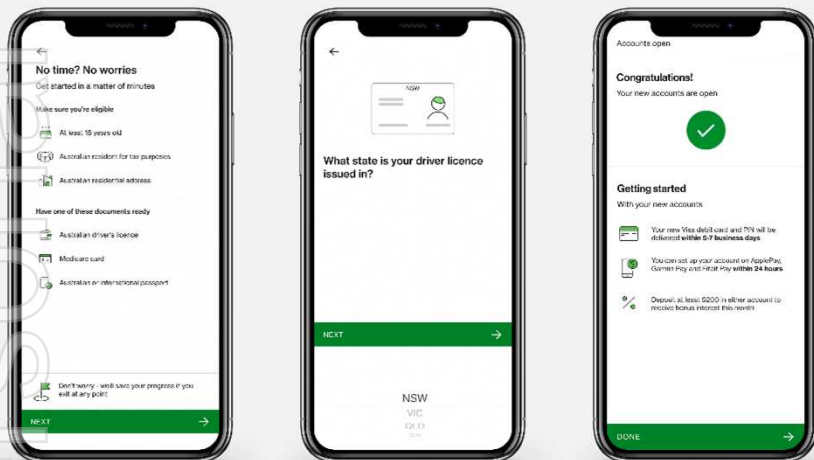 No time? No worries
Get started in a matter of minutes
Make sure you're eligible
At least 18 years old
Australian resident for tax purposes
Australian residential address
Have one of these documents ready
Australian driver's licence
Medicare card
Australian or international passport
Don't worry - we'll save your progress if you
exit at any point
NEXT
NSW
What state is your driver licence
issued in?
NEXT
NSW
VIC
QLD
Accounts open
Congratulations!
Your new accounts are open
Getting started
With your new accounts
Your new Visa debit card and PIN will be
delivered within 5-7 business days
You can set up your account on ApplePay,
Garmin Pay and Fitbit Pay within 24 hours
Deposit at least $200 in either account to
receive bonus interest this month
DONE